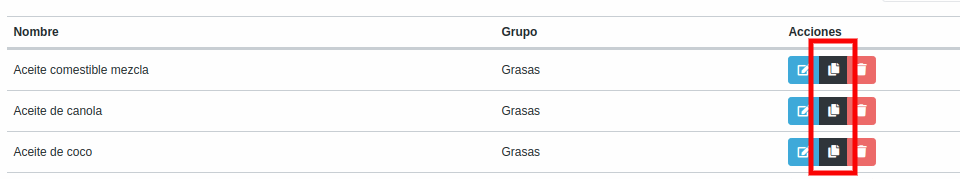 Nombre Grupo Acciones
Aceite comestible mezcla Grasas
Aceite de canola Grasas
Aceite de coco Grasas